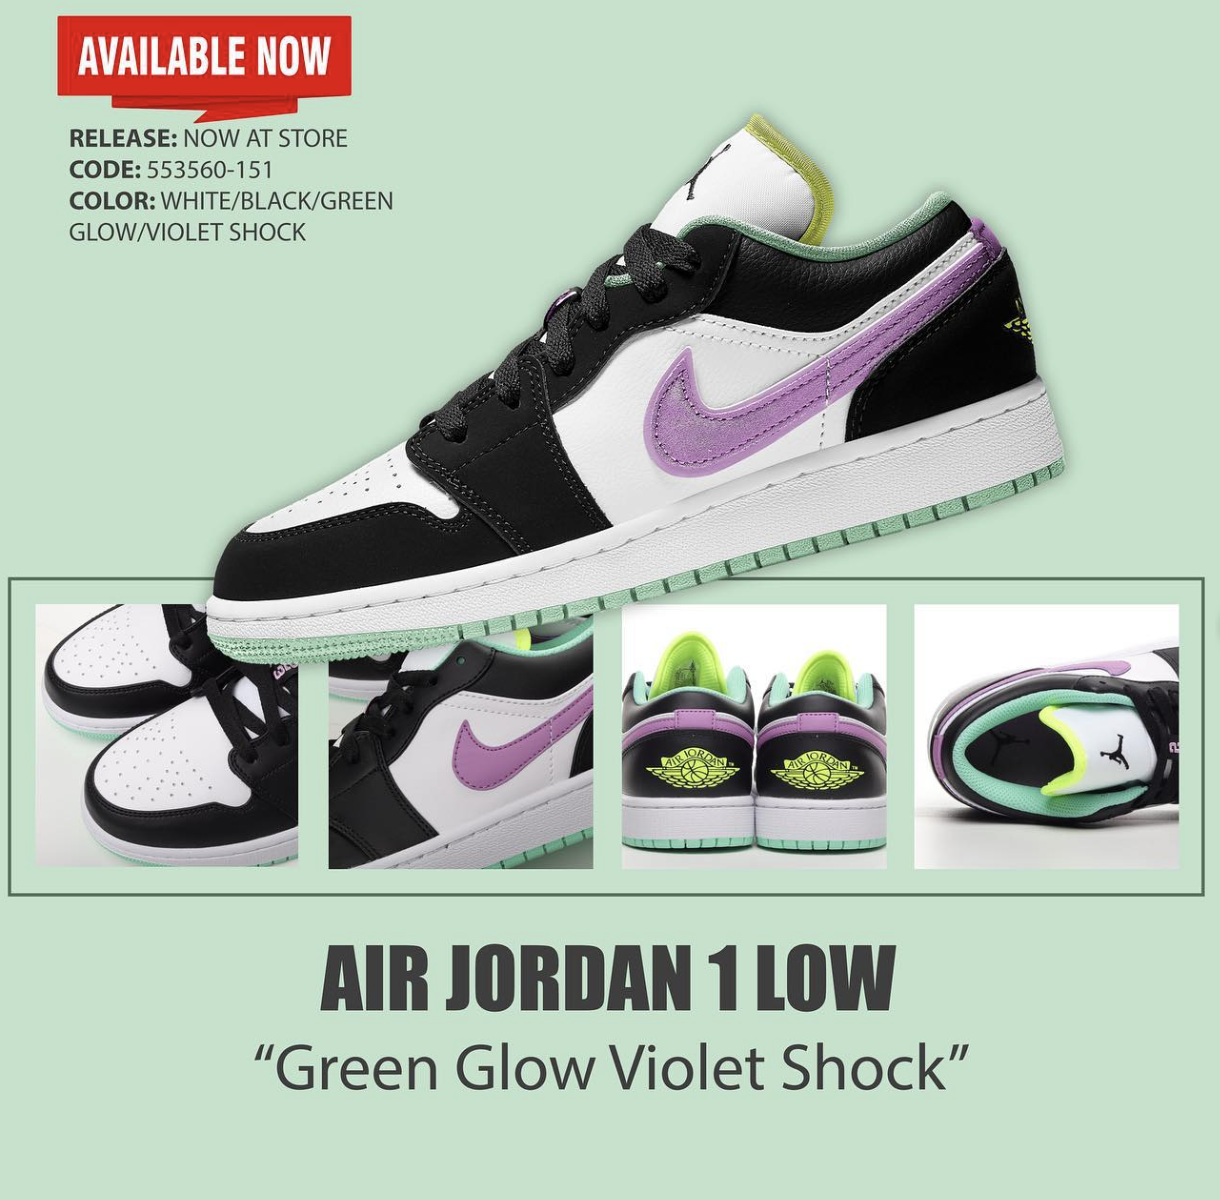 AVAILABLE NOW
RELEASE: NOW AT STORE
CODE: 553560-151
COLOR: WHITE/BLACK/GREEN
GLOW/VIOLET SHOCK
AIR JORDAN
AIR JORDAN
AIR JORDAN 1 LOW
“Green Glow Violet Shock”